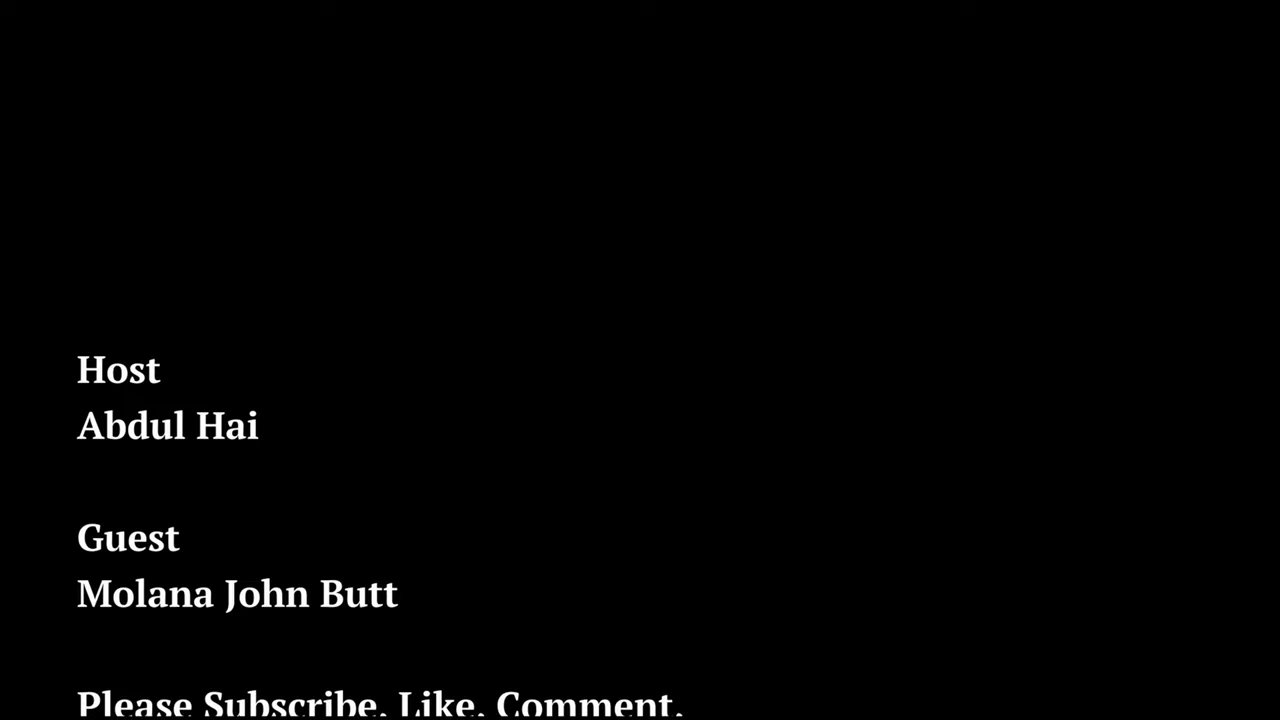 Host
Abdul Hai
Guest
Molana John Butt
Please Subscribe. Like. Comment.